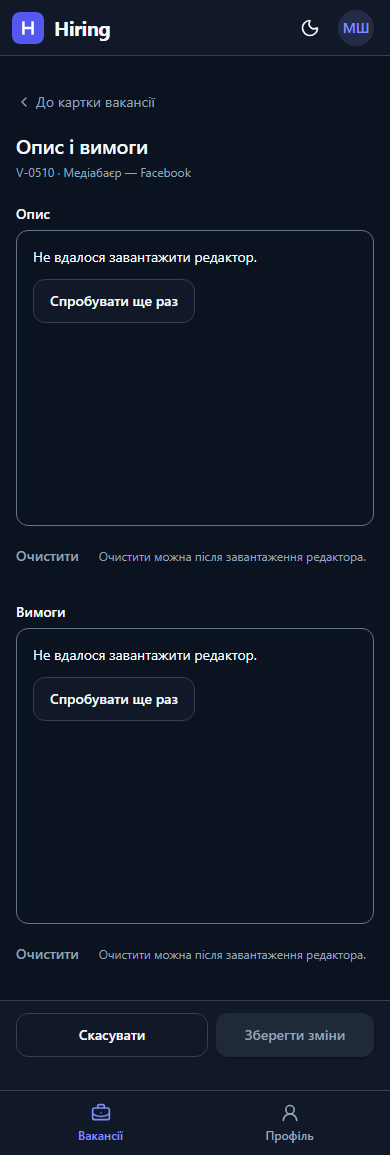 H Hiring
МШ
До картки вакансії
Опис і вимоги
V-0510 · Медіабаєр — Facebook
Опис
Не вдалося завантажити редактор.
Спробувати ще раз
Очистити Очистити можна після завантаження редактора.
Вимоги
Не вдалося завантажити редактор.
Спробувати ще раз
Очистити Очистити можна після завантаження редактора.
Скасувати Зберегти зміни
Вакансії Профіль